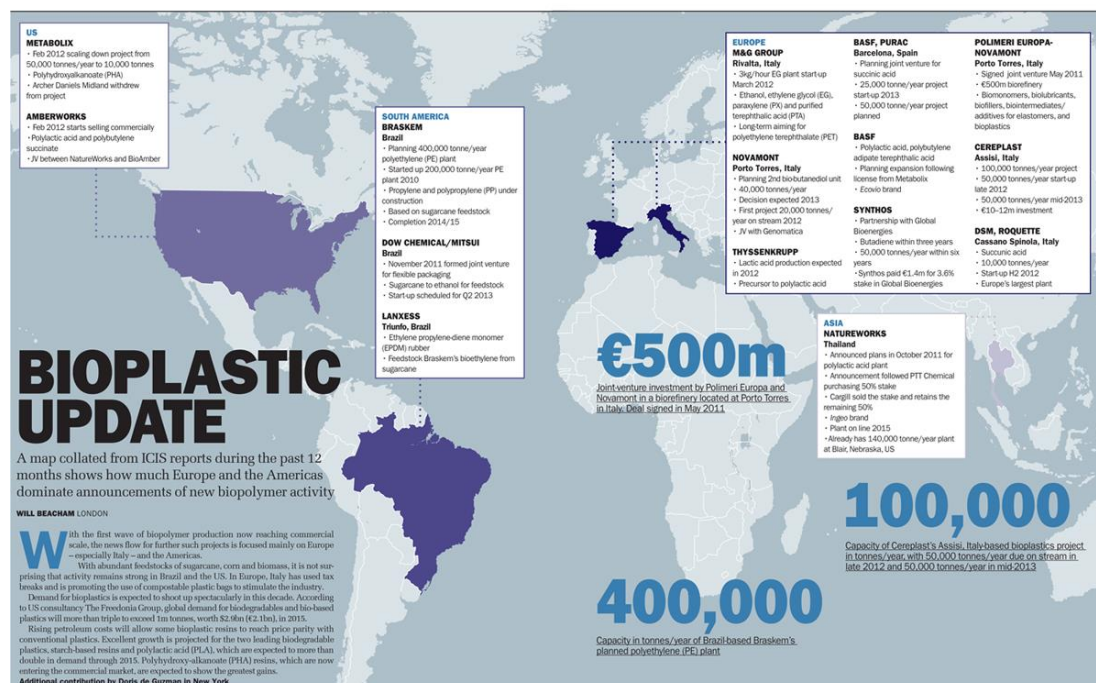 US
METABOLIX
• Feb 2012 scaling down project from
50,000 tonnes/year to 10,000 tonnes
• Polyhydroxyalkanoate (PHA)
• Archer Daniels Midland withdrew
from project
AMBERWORKS
• Feb 2012 starts selling commercially
• Polylactic acid and polybutylene
succinate
• JV between NatureWorks and BioAmber
SOUTH AMERICA
BRASKEM
Brazil
• Planning 400,000 tonne/year
polyethylene (PE) plant
• Started up 200,000 tonne/year PE
plant 2010
• Propylene and polypropylene (PP) under
construction
• Based on sugarcane feedstock
• Completion 2014/15
DOW CHEMICAL/MITSUI
Brazil
• November 2011 formed joint venture
for flexible packaging
• Sugarcane to ethanol for feedstock
• Start-up scheduled for Q2 2013
LANXESS
Triunfo, Brazil
• Ethylene propylene-diene monomer
(EPDM) rubber
• Feedstock Braskem's bioethylene from
sugarcane
EUROPE
M&G GROUP
Rivalta, Italy
• 3kg/hour EG plant start-up
March 2012
• Ethanol, ethylene glycol (EG),
paraxylene (PX) and purified
terephthalic acid (PTA)
• Long-term aiming for
polyethylene terephthalate (PET)
NOVAMONT
Porto Torres, Italy
• Planning 2nd bio-butanediol unit
• 40,000 tonnes/year
• Decision expected 2013
• First project 20,000 tonnes/
year on stream 2012
• JV with Genomatica
THYSSENKRUPP
• Lactic acid production expected
in 2012
• Precursor to polylactic acid
BASF, PURAC
Barcelona, Spain
• Planning joint venture for
succinic acid
• 25,000 tonne/year project
start-up 2013
• 50,000 tonne/year project
planned
BASF
• Polylactic acid, polybutylene
adipate terephthalic acid
• Planning expansion following
license from Metabolix
• Ecovio brand
SYNTHOS
• Partnership with Global
Bioenergies
• Butadiene within three years
• 50,000 tonne/year within six
years
• Synthos paid €1.4m for 3.6%
stake in Global Bioenergies
POLIMERI EUROPA-
NOVAMONT
Porto Torres, Italy
• Signed joint venture May 2011
• €500m biorefinery
• Biomonomers, biolubricants,
biofillers, biointermediates/
additives for elastomers, and
bioplastics
CEREPLAST
Assisi, Italy
• 100,000 tonne/year project
• 50,000 tonne/year start-up
late 2012
• 50,000 tonne/year mid-2013
• €10–12m investment
DSM, ROQUETTE
Cassano Spinola, Italy
• Succunic acid
• 10,000 tonne/year
• Start-up H2 2012
• Europe's largest plant
ASIA
NATUREWORKS
Thailand
• Announced plans in October 2011 for
polylactic acid plant
• Announcement followed PTT Chemical
purchasing 50% stake
• Cargill sold the stake and retains the
remaining 50%
• Ingeo brand
• Plant on line 2015
• Already has 140,000 tonne/year plant
at Blair, Nebraska, US
€500m
Joint-venture investment by Polimeri Europa and
Novamont in a biorefinery located at Porto Torres
in Italy. Deal signed in May 2011
100,000
Capacity of Cereplast's Assisi, Italy-based bioplastics project
in tonnes/year, with 50,000 tonnes/year due on stream in
late 2012 and 50,000 tonnes/year in mid-2013
400,000
Capacity in tonnes/year of Brazil-based Braskem's
planned polyethylene (PE) plant
BIOPLASTIC
UPDATE
A map collated from ICIS reports during the past 12
months shows how much Europe and the Americas
dominate announcements of new biopolymer activity
WILL BEACHAM LONDON
With the first wave of biopolymer production now reaching commercial
scale, the news flow for further such projects is focused mainly on Europe
– especially Italy – and the Americas.
With abundant feedstocks of sugarcane, corn and biomass, it is not sur-
prising that activity remains strong in Brazil and the US. In Europe, Italy has used tax
breaks and is promoting the use of compostable plastic bags to stimulate the industry.
Demand for bioplastics is expected to shoot up spectacularly in this decade. According
to US consultancy The Freedonia Group, global demand for biodegradables and bio-based
plastics will more than triple to exceed 1m tonnes, worth $2.9bn (€2.1bn), in 2015.
Rising petroleum costs will allow some bioplastic resins to reach price parity with
conventional plastics. Excellent growth is projected for the two leading biodegradable
plastics, starch-based resins and polylactic acid (PLA), which are expected to more than
double in demand through 2015. Polyhydroxy-alkanoate (PHA) resins, which are now
entering the commercial market, are expected to show the greatest gains.
Additional contribution by Doris de Guzman in New York